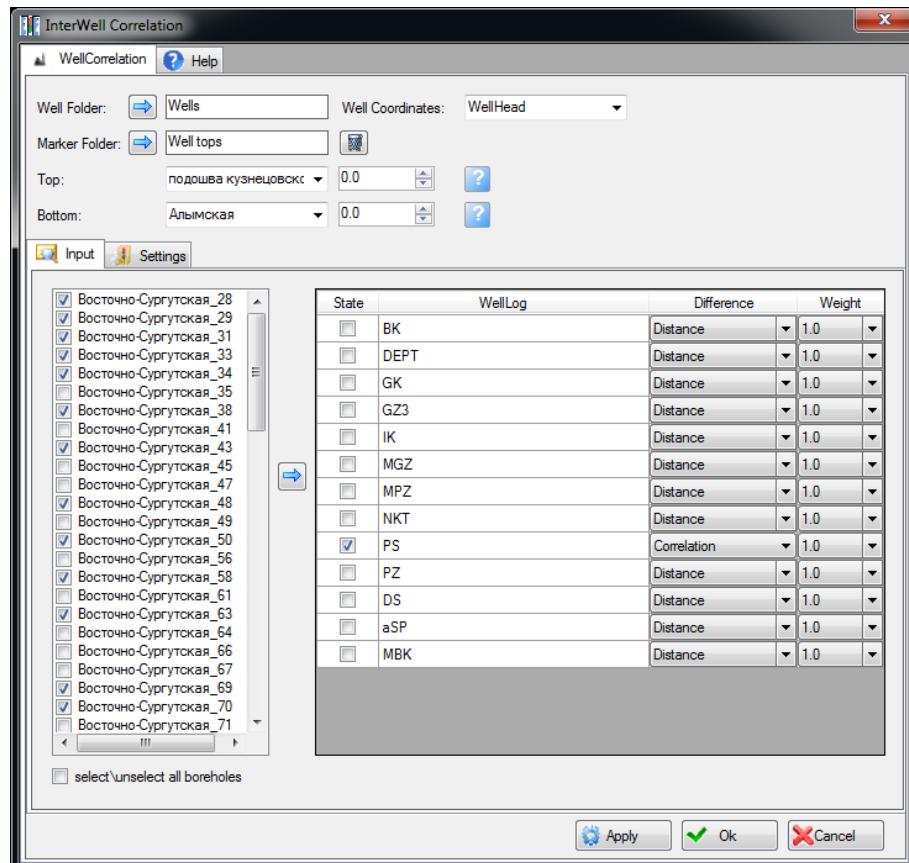 InterWell Correlation
WellCorrelation Help
Well Folder: Wells Well Coordinates: WellHead
Marker Folder: Well tops
Top: подошва кузнецовскс 0.0
Bottom: Алымская 0.0
Input Settings
Восточно-Сургутская_28
Восточно-Сургутская_29
Восточно-Сургутская_31
Восточно-Сургутская_33
Восточно-Сургутская_34
Восточно-Сургутская_35
Восточно-Сургутская_38
Восточно-Сургутская_41
Восточно-Сургутская_43
Восточно-Сургутская_45
Восточно-Сургутская_47
Восточно-Сургутская_48
Восточно-Сургутская_49
Восточно-Сургутская_50
Восточно-Сургутская_56
Восточно-Сургутская_58
Восточно-Сургутская_61
Восточно-Сургутская_63
Восточно-Сургутская_64
Восточно-Сургутская_66
Восточно-Сургутская_67
Восточно-Сургутская_69
Восточно-Сургутская_70
Восточно-Сургутская_71
select\unselect all boreholes
State WellLog Difference Weight
BK Distance 1.0
DEPT Distance 1.0
GK Distance 1.0
GZ3 Distance 1.0
IK Distance 1.0
MGZ Distance 1.0
MPZ Distance 1.0
NKT Distance 1.0
PS Correlation 1.0
PZ Distance 1.0
DS Distance 1.0
aSP Distance 1.0
MBK Distance 1.0
Apply Ok Cancel